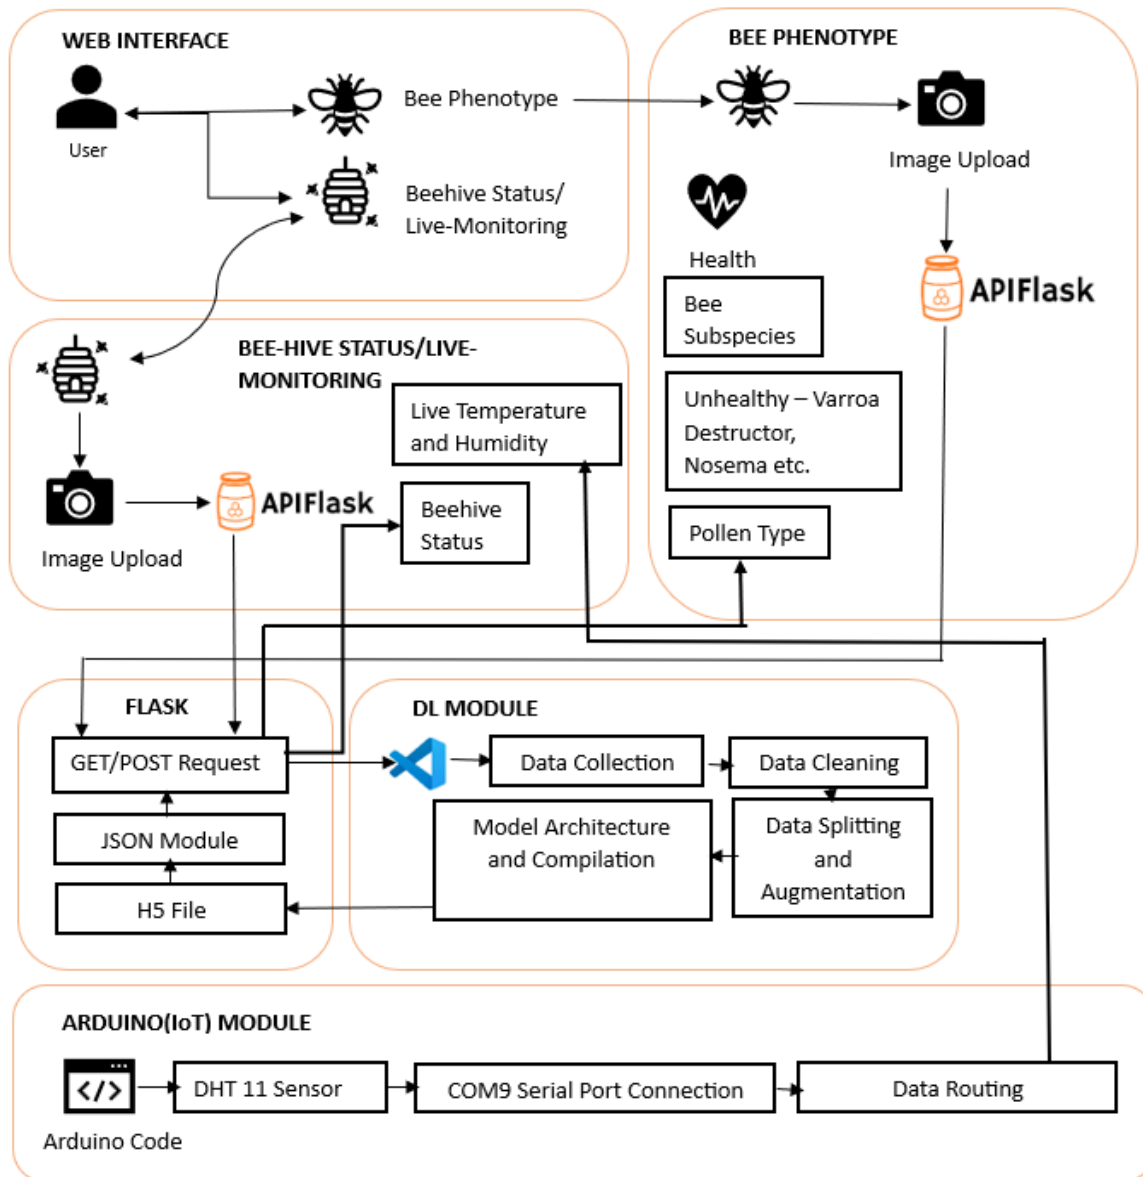 WEB INTERFACE
User
Bee Phenotype
Beehive Status/
Live-Monitoring
BEE PHENOTYPE
Image Upload
APIFlask
Health
Bee
Subspecies
Unhealthy – Varroa
Destructor,
Nosema etc.
Pollen Type
BEE-HIVE STATUS/LIVE-
MONITORING
Live Temperature
and Humidity
Image Upload
APIFlask
Beehive
Status
FLASK
GET/POST Request
JSON Module
H5 File
DL MODULE
Data Collection
Data Cleaning
Data Splitting
and
Augmentation
Model Architecture
and Compilation
ARDUINO(IoT) MODULE
</>
Arduino Code
DHT 11 Sensor
COM9 Serial Port Connection
Data Routing